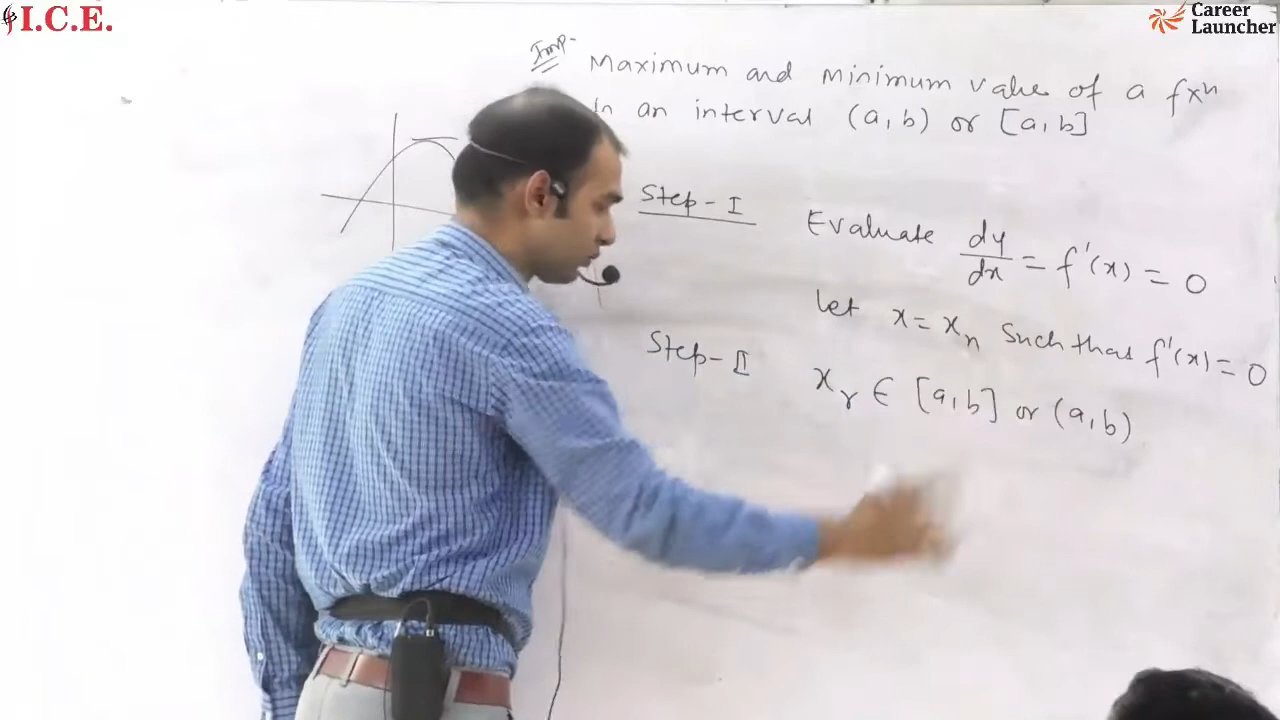 I.C.E.
Career
Launcher
Imp-
Maximum and minimum value of a fxn
in an interval (a,b) or [a,b]
Step-I Evaluate dy/dx = f'(x) = 0
let x = xn such that f'(x) = 0
Step-II xr ∈ [a,b] or (a,b)